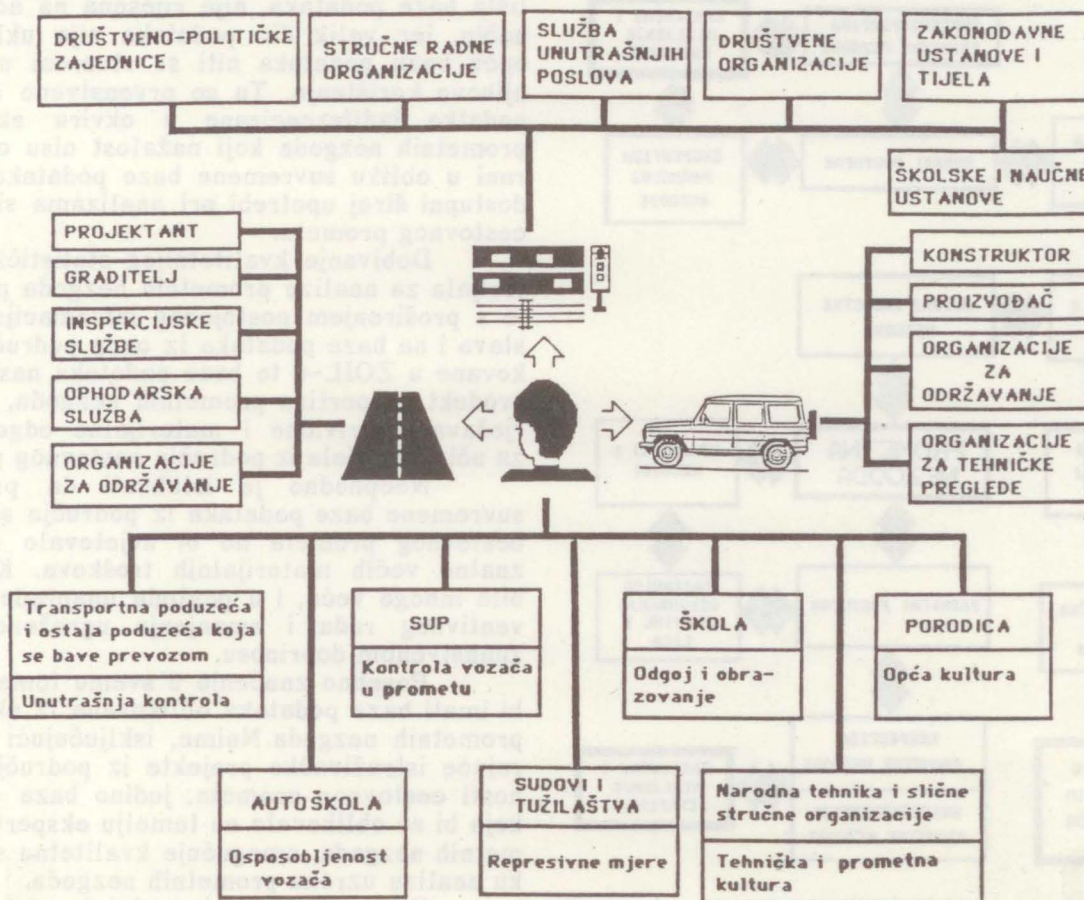 DRUŠTVENO-POLITIČKE
ZAJEDNICE
STRUČNE RADNE
ORGANIZACIJE
SLUŽBA
UNUTRAŠNJIH
POSLOVA
DRUŠTVENE
ORGANIZACIJE
ZAKONODAVNE
USTANOVE I
TIJELA
ŠKOLSKE I NAUČNE
USTANOVE
PROJEKTANT
GRADITELJ
INSPEKCIJSKE
SLUŽBE
OPHODARSKA
SLUŽBA
ORGANIZACIJE
ZA ODRŽAVANJE
KONSTRUKTOR
PROIZVOĐAČ
ORGANIZACIJE
ZA
ODRŽAVANJE
ORGANIZACIJE
ZA TEHNIČKE
PREGLEDE
Transportna poduzeća
i ostala poduzeća koja
se bave prevozom
Unutrašnja kontrola
SUP
Kontrola vozača
u prometu
ŠKOLA
Odgoj i obra-
zovanje
PORODICA
Opća kultura
AUTO ŠKOLA
Osposobljenost
vozača
SUDOVI I
TUŽILAŠTVA
Represivne mjere
Narodna tehnika i slične
stručne organizacije
Tehnička i prometna
kultura